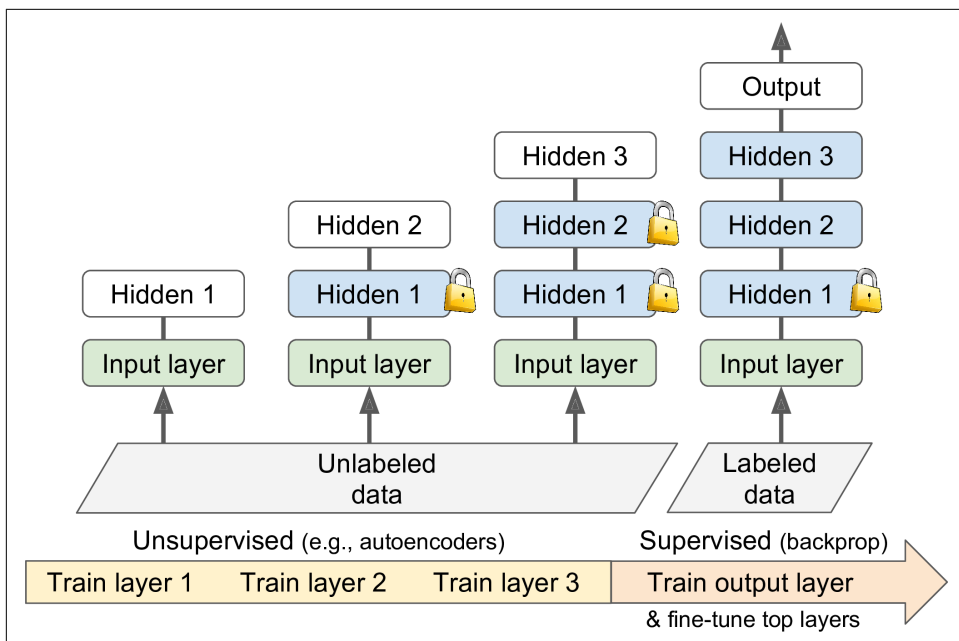 Output
Hidden 3
Hidden 3
Hidden 2
Hidden 2
Hidden 2
Hidden 1
Hidden 1
Hidden 1
Hidden 1
Input layer
Input layer
Input layer
Input layer
Unlabeled
data
Labeled
data
Unsupervised (e.g., autoencoders)
Supervised (backprop)
Train layer 1
Train layer 2
Train layer 3
Train output layer
& fine-tune top layers